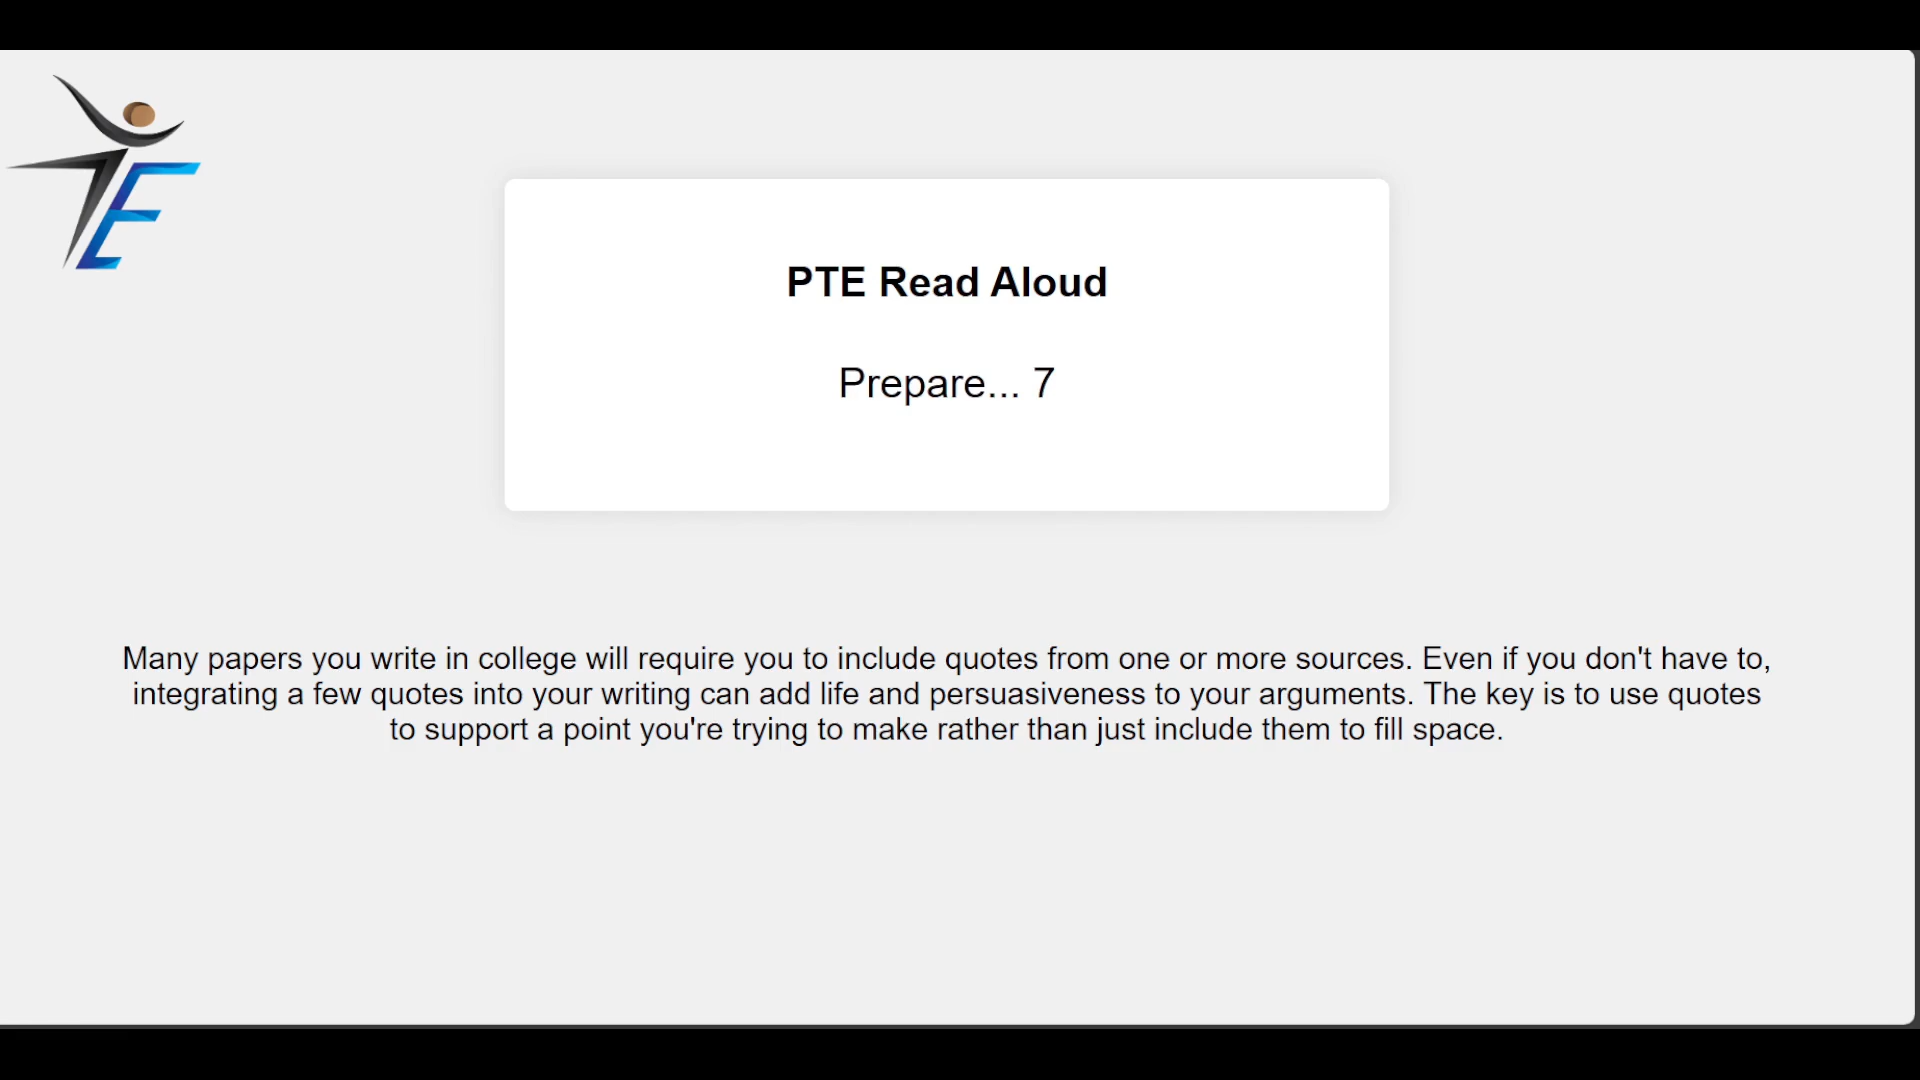 PTE Read Aloud
Prepare... 7
Many papers you write in college will require you to include quotes from one or more sources. Even if you don't have to,
integrating a few quotes into your writing can add life and persuasiveness to your arguments. The key is to use quotes
to support a point you're trying to make rather than just include them to fill space.